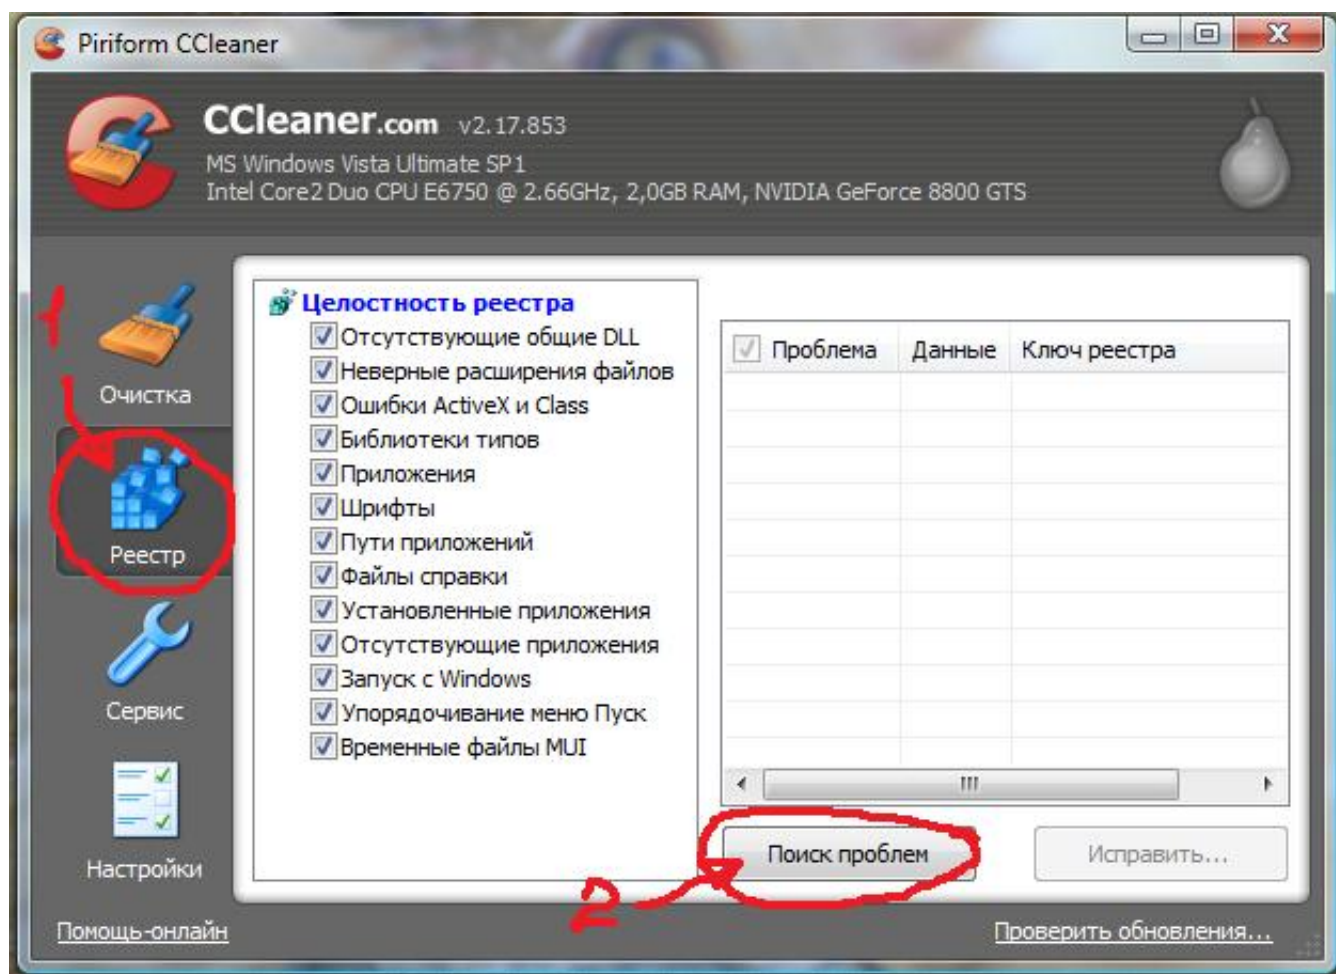 Piriform CCleaner
CCleaner.com v2.17.853
MS Windows Vista Ultimate SP1
Intel Core2 Duo CPU E6750 @ 2.66GHz, 2,0GB RAM, NVIDIA GeForce 8800 GTS
1
Очистка
Реестр
Сервис
Настройки
Целостность реестра
Отсутствующие общие DLL
Неверные расширения файлов
Ошибки ActiveX и Class
Библиотеки типов
Приложения
Шрифты
Пути приложений
Файлы справки
Установленные приложения
Отсутствующие приложения
Запуск с Windows
Упорядочивание меню Пуск
Временные файлы MUI
Проблема Данные Ключ реестра
2
Поиск проблем Исправить...
Помощь-онлайн Проверить обновления...